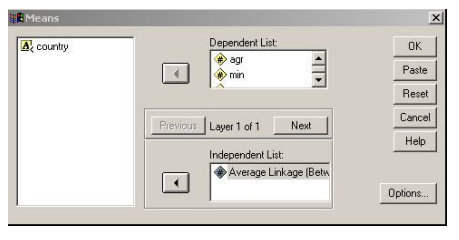 Means
country
Dependent List:
agr
min
OK
Paste
Reset
Cancel
Help
Previous
Layer 1 of 1
Next
Independent List:
Average Linkage (Betw
Options...